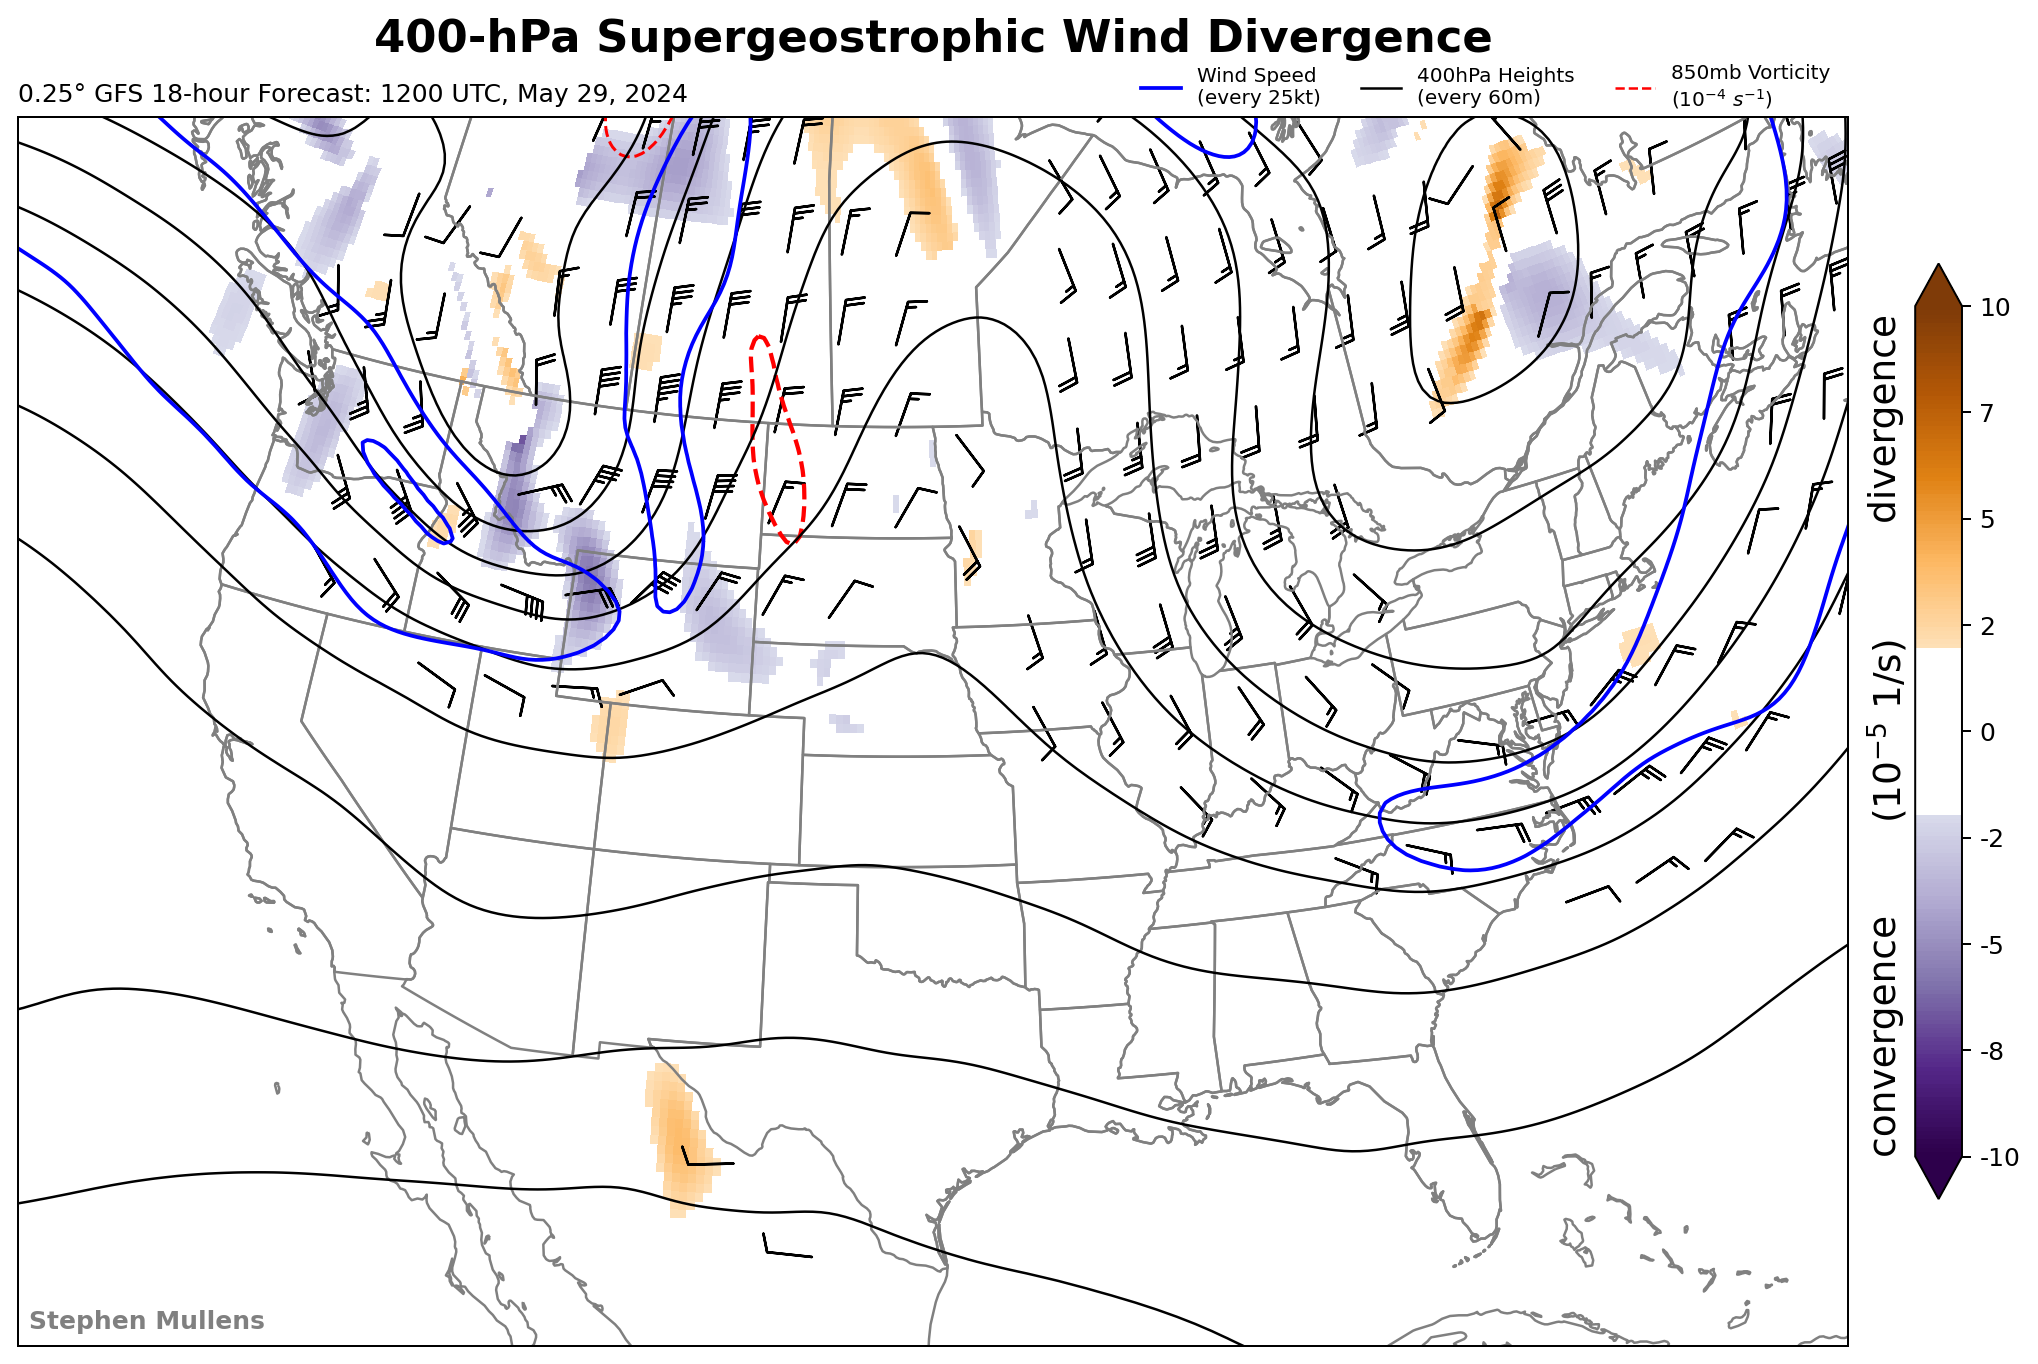 400-hPa Supergeostrophic Wind Divergence
0.25° GFS 18-hour Forecast: 1200 UTC, May 29, 2024
Wind Speed
(every 25kt)
400hPa Heights
(every 60m)
850mb Vorticity
(10⁻⁴ s⁻¹)
10
7
5
2
0
-2
-5
-8
-10
convergence (10⁻⁵ 1/s) divergence
Stephen Mullens